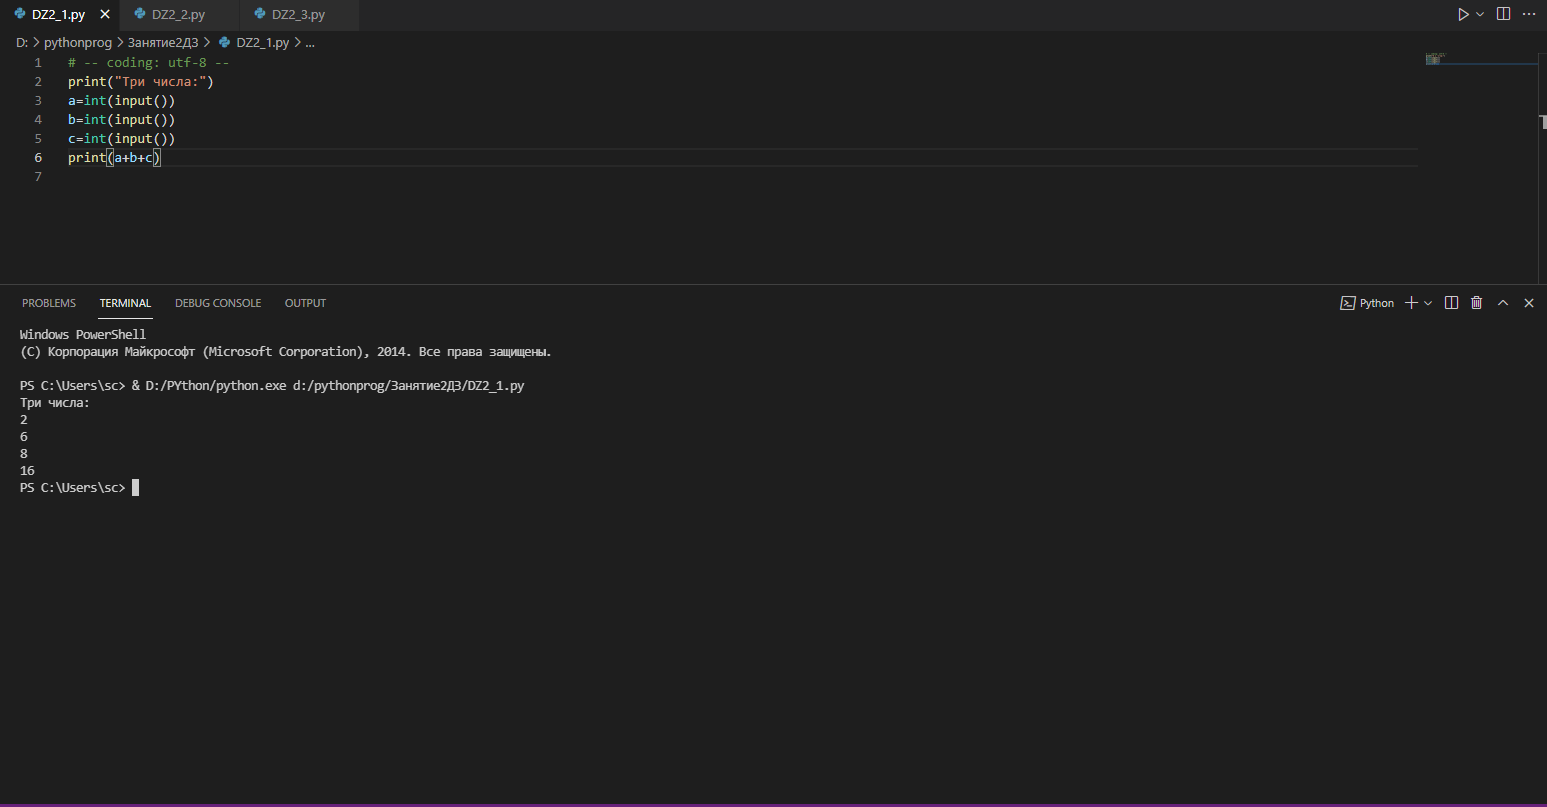 DZ2_1.py DZ2_2.py DZ2_3.py
D: > pythonprog > Занятие2ДЗ > DZ2_1.py > ...
1 # -- coding: utf-8 --
2 print("Три числа:")
3 a=int(input())
4 b=int(input())
5 c=int(input())
6 print(a+b+c)
7
PROBLEMS TERMINAL DEBUG CONSOLE OUTPUT Python
Windows PowerShell
(C) Корпорация Майкрософт (Microsoft Corporation), 2014. Все права защищены.
PS C:\Users\sc> & D:/PYthon/python.exe d:/pythonprog/Занятие2ДЗ/DZ2_1.py
Три числа:
2
6
8
16
PS C:\Users\sc>